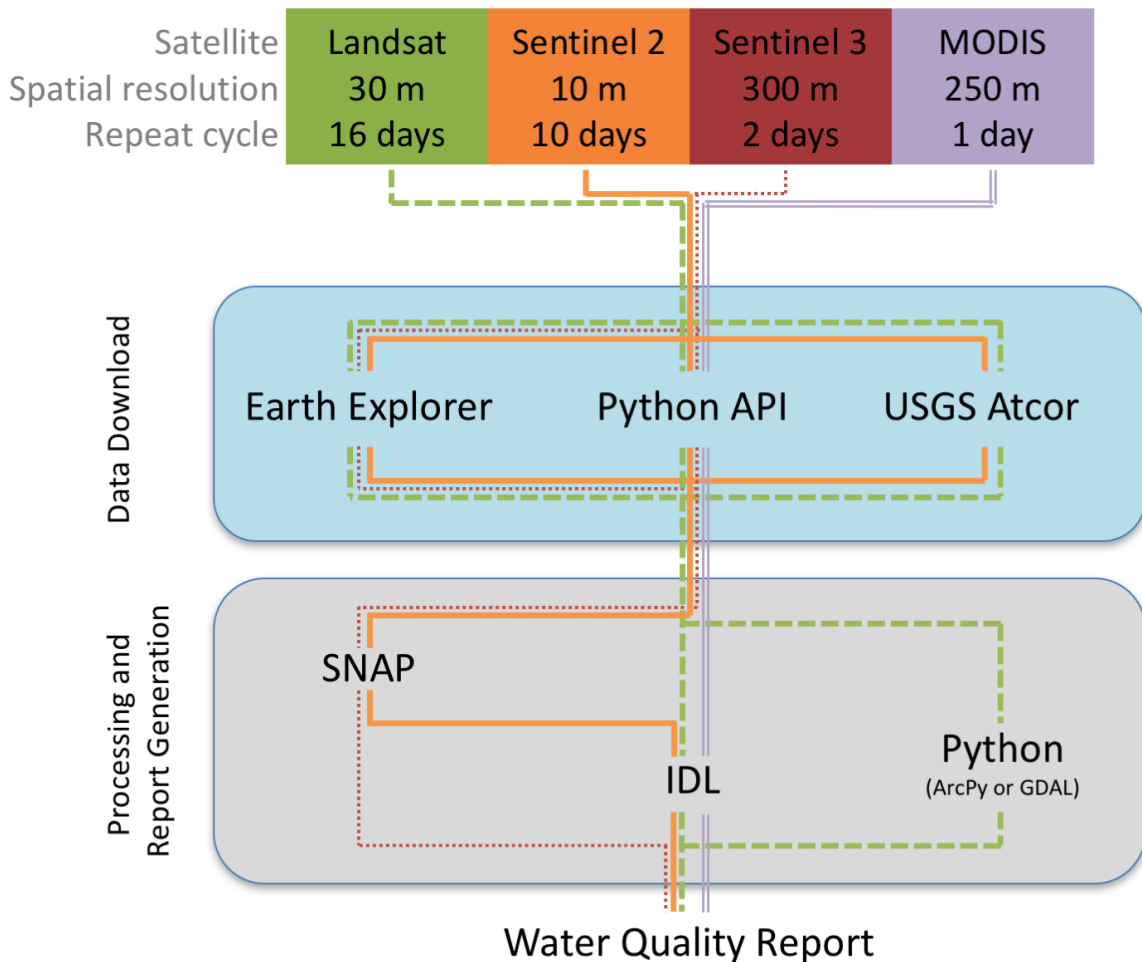 Satellite Landsat Sentinel 2 Sentinel 3 MODIS
Spatial resolution 30 m 10 m 300 m 250 m
Repeat cycle 16 days 10 days 2 days 1 day
Data Download
Earth Explorer Python API USGS Atcor
Processing and
Report Generation
SNAP
IDL
Python
(ArcPy or GDAL)
Water Quality Report